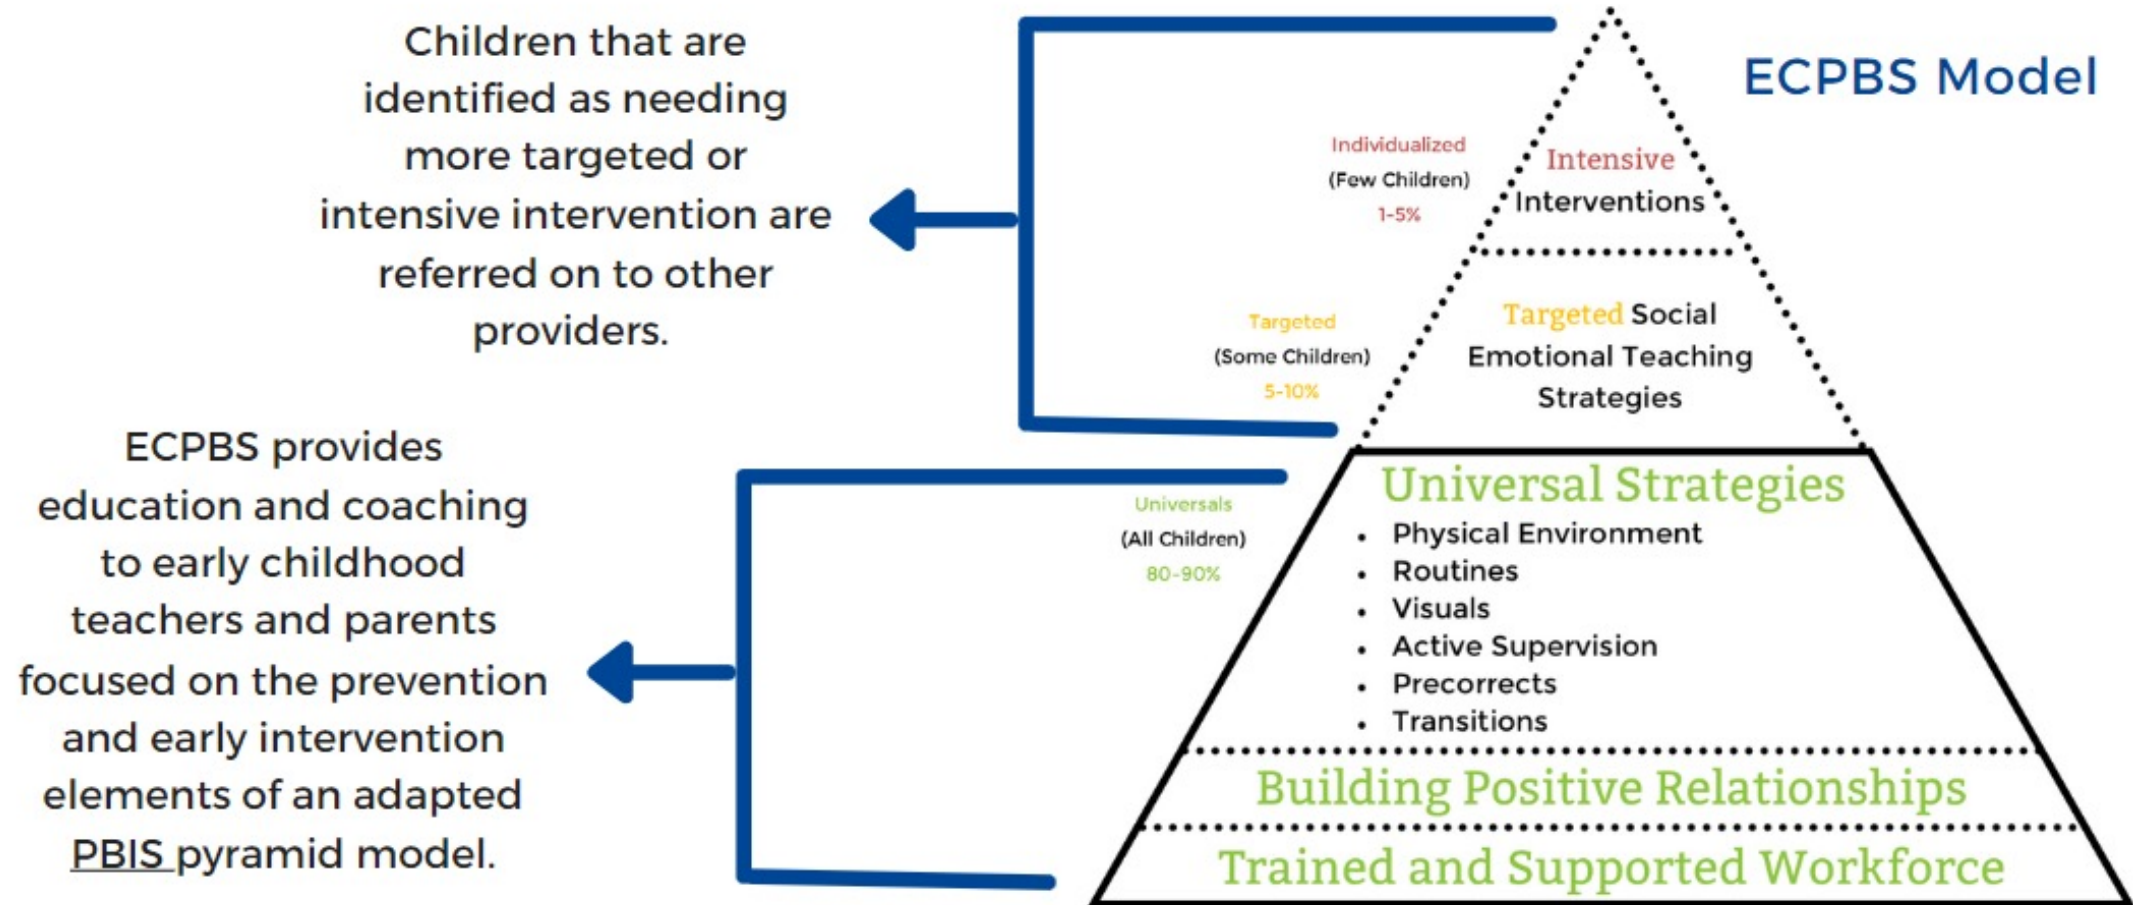 Children that are
identified as needing
more targeted or
intensive intervention are
referred on to other
providers.
ECPBS provides
education and coaching
to early childhood
teachers and parents
focused on the prevention
and early intervention
elements of an adapted
PBIS pyramid model.
ECPBS Model
Individualized
(Few Children)
1-5%
Intensive
Interventions
Targeted
(Some Children)
5-10%
Targeted Social
Emotional Teaching
Strategies
Universals
(All Children)
80-90%
Universal Strategies
• Physical Environment
• Routines
• Visuals
• Active Supervision
• Precorrects
• Transitions
Building Positive Relationships
Trained and Supported Workforce